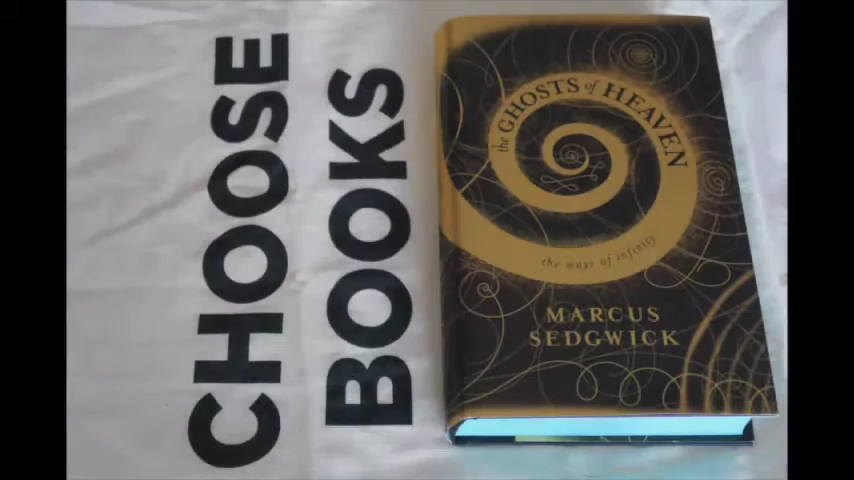 CHOOSE
BOOKS
the GHOSTS of HEAVEN
the ways of infinity
MARCUS
SEDGWICK